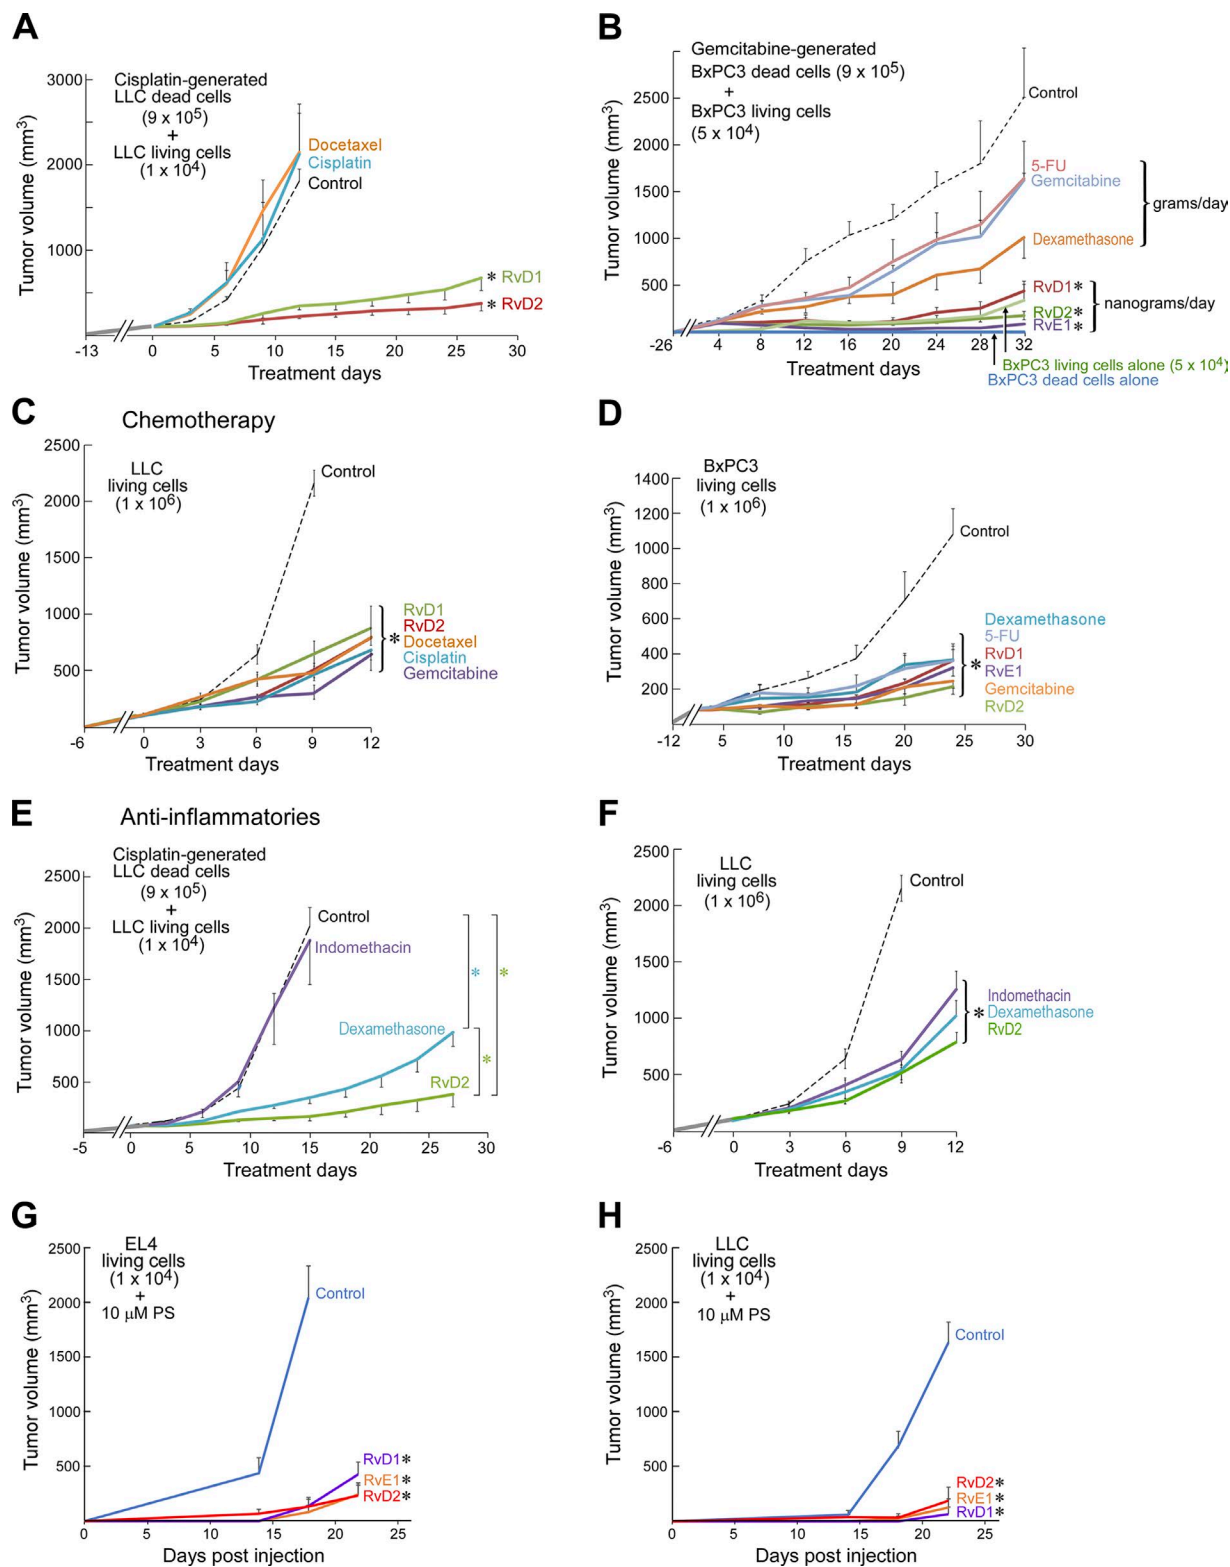 A
Cisplatin-generated
LLC dead cells
(9 x 10⁵)
+
LLC living cells
(1 x 10⁴)
Tumor volume (mm³)
3000
2000
1000
Docetaxel
Cisplatin
Control
* RvD1
* RvD2
-13 0 5 10 15 20 25 30
Treatment days
B
Gemcitabine-generated
BxPC3 dead cells (9 x 10⁵)
+
BxPC3 living cells
(5 x 10⁴)
Tumor volume (mm³)
2500
2000
1500
1000
500
Control
5-FU
Gemcitabine
Dexamethasone
grams/day
RvD1*
RvD2*
RvE1*
nanograms/day
-26 4 8 12 16 20 24 28 32
Treatment days
BxPC3 living cells alone (5 x 10⁴)
BxPC3 dead cells alone
C
Chemotherapy
LLC
living cells
(1 x 10⁶)
Tumor volume (mm³)
2500
2000
1500
1000
500
Control
RvD1
RvD2
* Docetaxel
Cisplatin
Gemcitabine
-6 0 3 6 9 12
Treatment days
D
BxPC3
living cells
(1 x 10⁶)
Tumor volume (mm³)
1400
1200
1000
800
600
400
200
Control
Dexamethasone
5-FU
RvD1
* RvE1
Gemcitabine
RvD2
-12 5 10 15 20 25 30
Treatment days
E
Anti-inflammatories
Cisplatin-generated
LLC dead cells
(9 x 10⁵)
+
LLC living cells
(1 x 10⁴)
Tumor volume (mm³)
2500
2000
1500
1000
500
Control
Indomethacin
* *
Dexamethasone
*
RvD2
-5 0 5 10 15 20 25 30
Treatment days
F
LLC
living cells
(1 x 10⁶)
Tumor volume (mm³)
2500
2000
1500
1000
500
Control
Indomethacin
* Dexamethasone
RvD2
-6 0 3 6 9 12
Treatment days
G
EL4
living cells
(1 x 10⁴)
+
10 µM PS
Tumor volume (mm³)
2500
2000
1500
1000
500
Control
RvD1*
RvE1*
RvD2*
0 5 10 15 20 25
Days post injection
H
LLC
living cells
(1 x 10⁴)
+
10 µM PS
Tumor volume (mm³)
2500
2000
1500
1000
500
Control
RvD2*
RvE1*
RvD1*
0 5 10 15 20 25
Days post injection